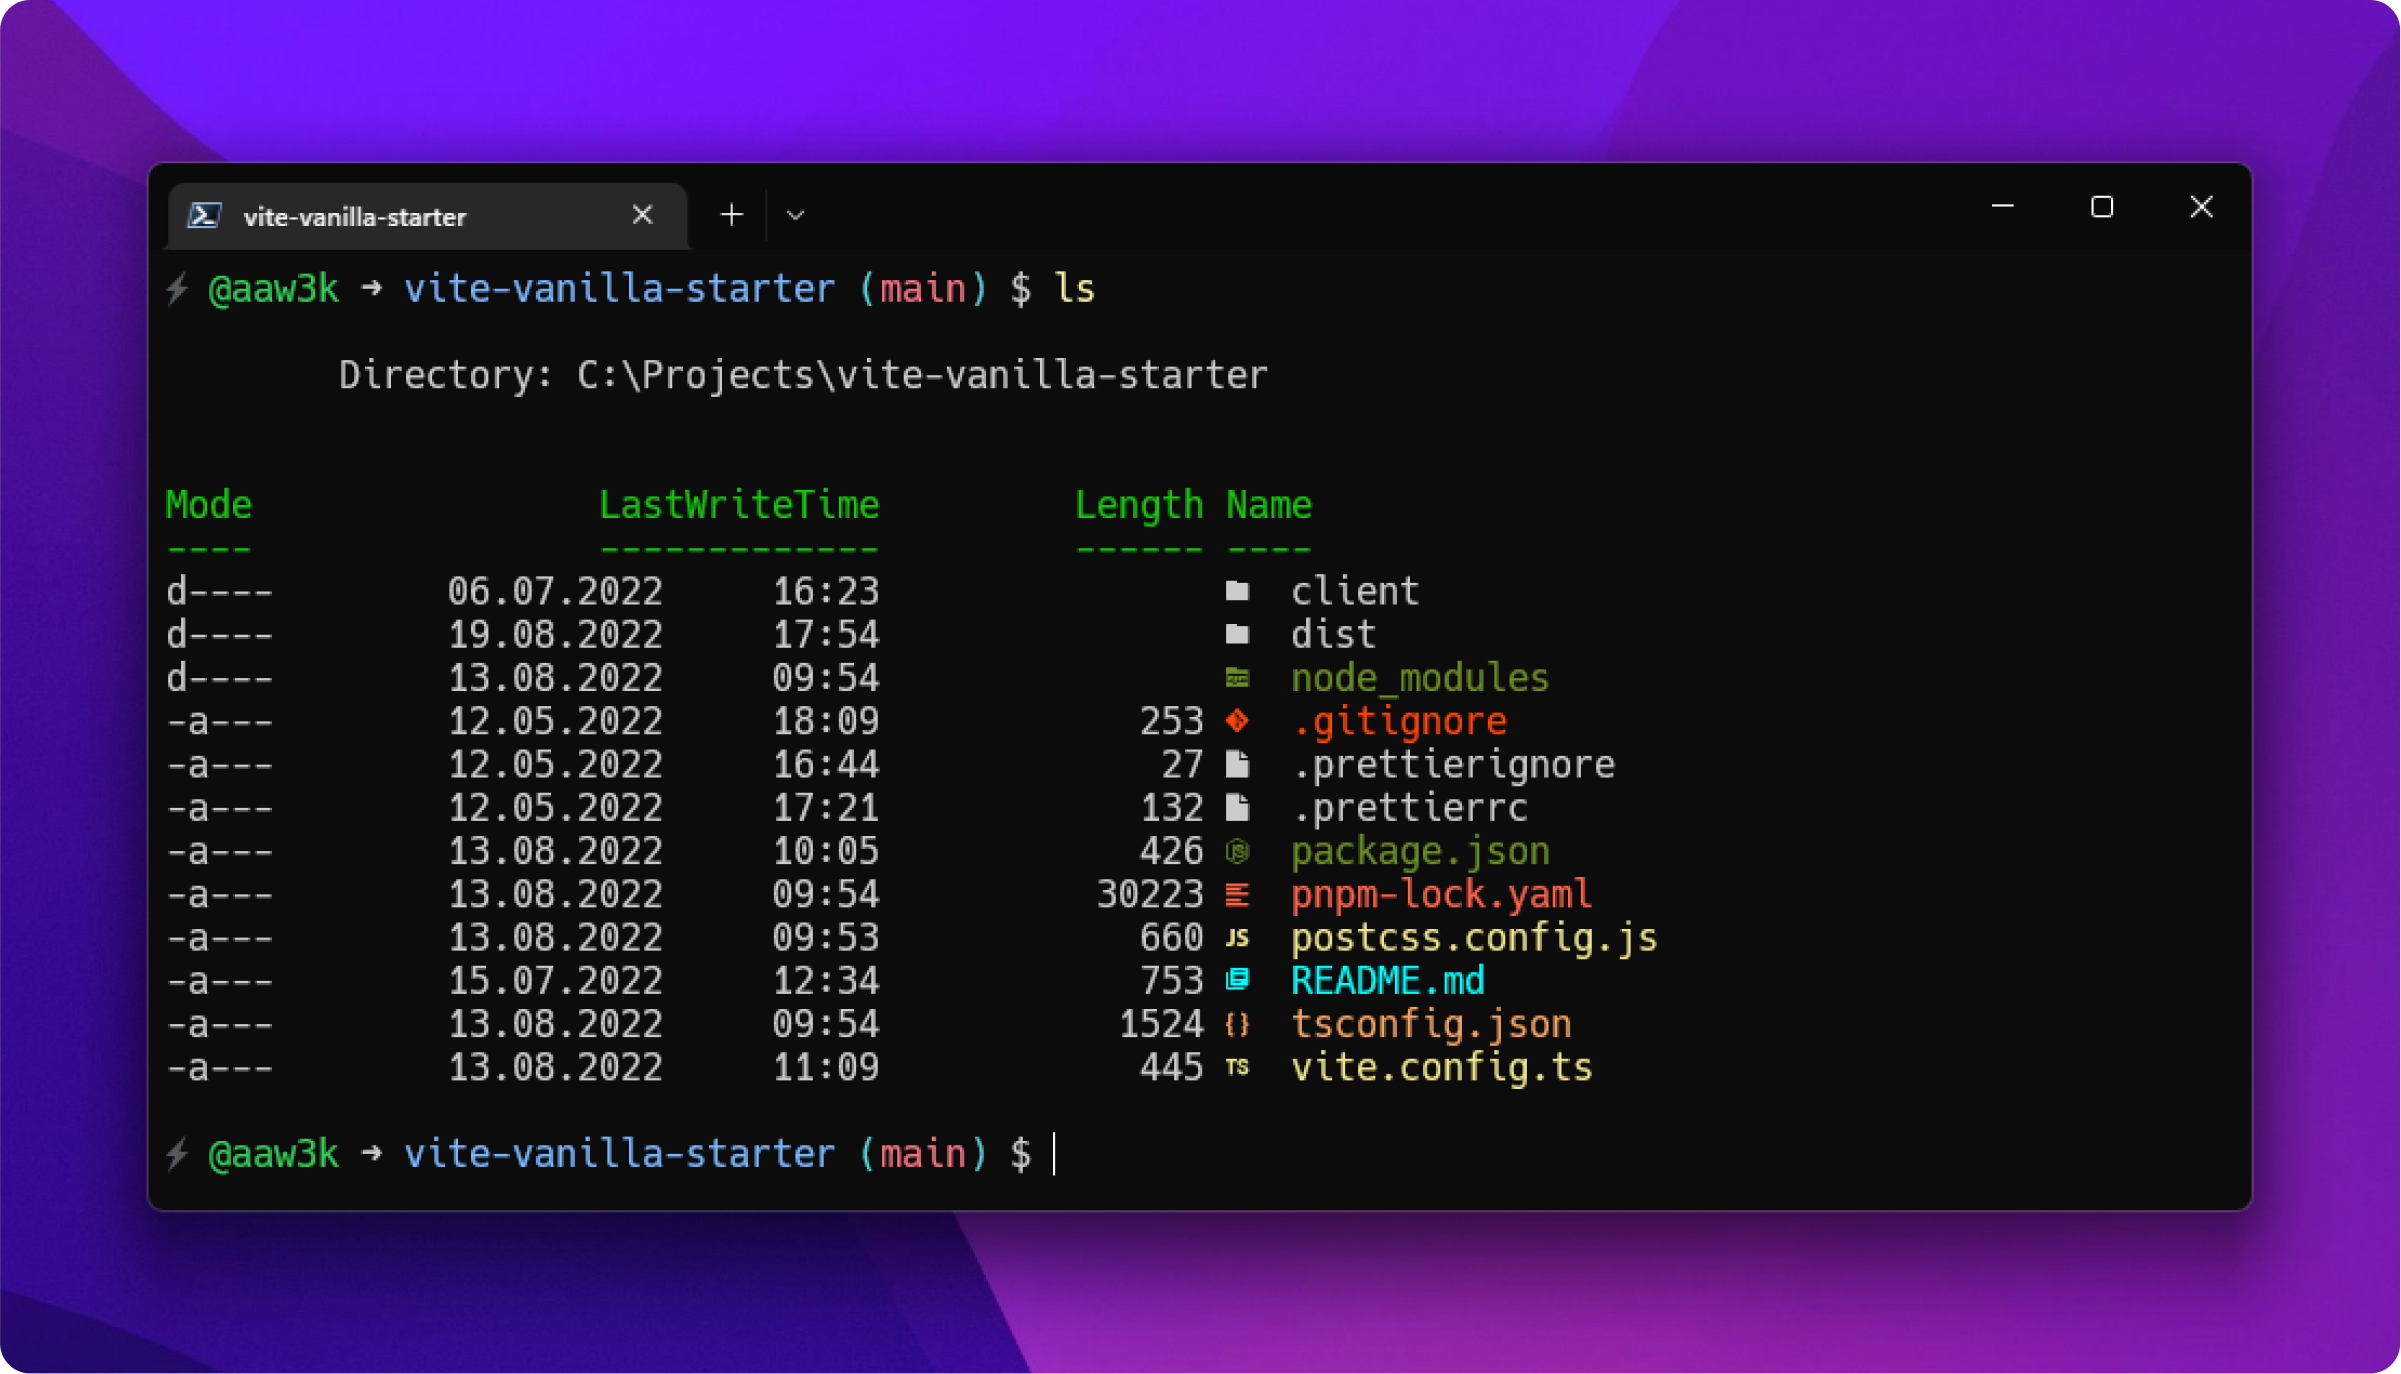 vite-vanilla-starter
@aaw3k → vite-vanilla-starter (main) $ ls
Directory: C:\Projects\vite-vanilla-starter
Mode LastWriteTime Length Name
---- ------------- ------ ----
d---- 06.07.2022 16:23 client
d---- 19.08.2022 17:54 dist
d---- 13.08.2022 09:54 node_modules
-a--- 12.05.2022 18:09 253 .gitignore
-a--- 12.05.2022 16:44 27 .prettierignore
-a--- 12.05.2022 17:21 132 .prettierrc
-a--- 13.08.2022 10:05 426 package.json
-a--- 13.08.2022 09:54 30223 pnpm-lock.yaml
-a--- 13.08.2022 09:53 660 JS postcss.config.js
-a--- 15.07.2022 12:34 753 README.md
-a--- 13.08.2022 09:54 1524 {} tsconfig.json
-a--- 13.08.2022 11:09 445 TS vite.config.ts
@aaw3k → vite-vanilla-starter (main) $